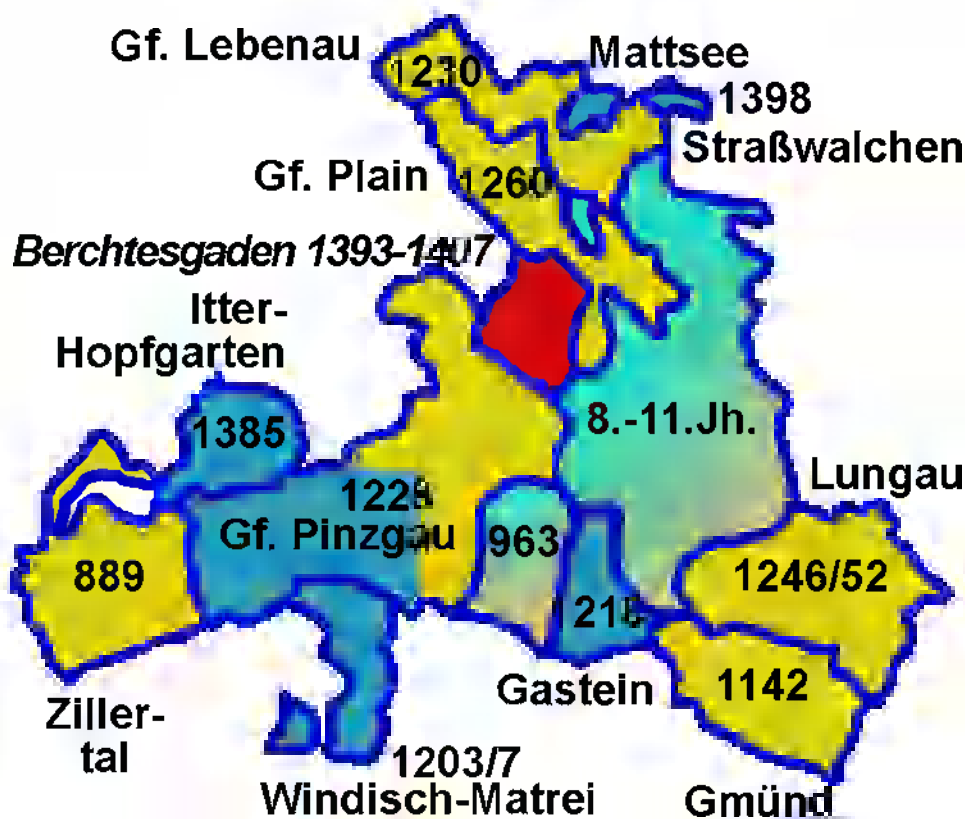 Gf. Lebenau
1230
Mattsee
1398
Straßwalchen
Gf. Plain
1260
Berchtesgaden 1393-1407
Itter-
Hopfgarten
1385
8.-11.Jh.
Lungau
1228
Gf. Pinzgau
963
889
1246/52
Gastein
1142
Ziller-
tal
1203/7
Windisch-Matrei
Gmünd